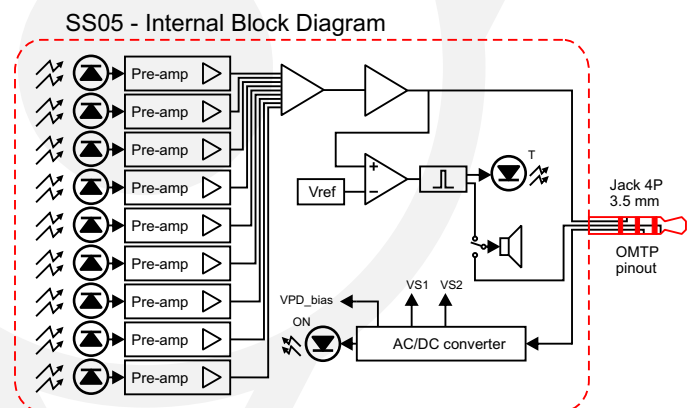 SS05 - Internal Block Diagram
Pre-amp
Pre-amp
Pre-amp
Pre-amp
Pre-amp
Pre-amp
Pre-amp
Pre-amp
Pre-amp
+
−
Vref
T
Jack 4P
3.5 mm
OMTP
pinout
VPD_bias
VS1
VS2
ON
AC/DC converter